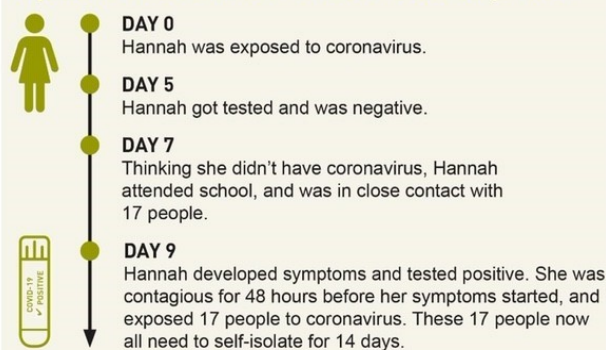 DAY 0
Hannah was exposed to coronavirus.
DAY 5
Hannah got tested and was negative.
DAY 7
Thinking she didn't have coronavirus, Hannah
attended school, and was in close contact with
17 people.
DAY 9
Hannah developed symptoms and tested positive. She was
contagious for 48 hours before her symptoms started, and
exposed 17 people to coronavirus. These 17 people now
all need to self-isolate for 14 days.
COVID-19
✓ POSITIVE